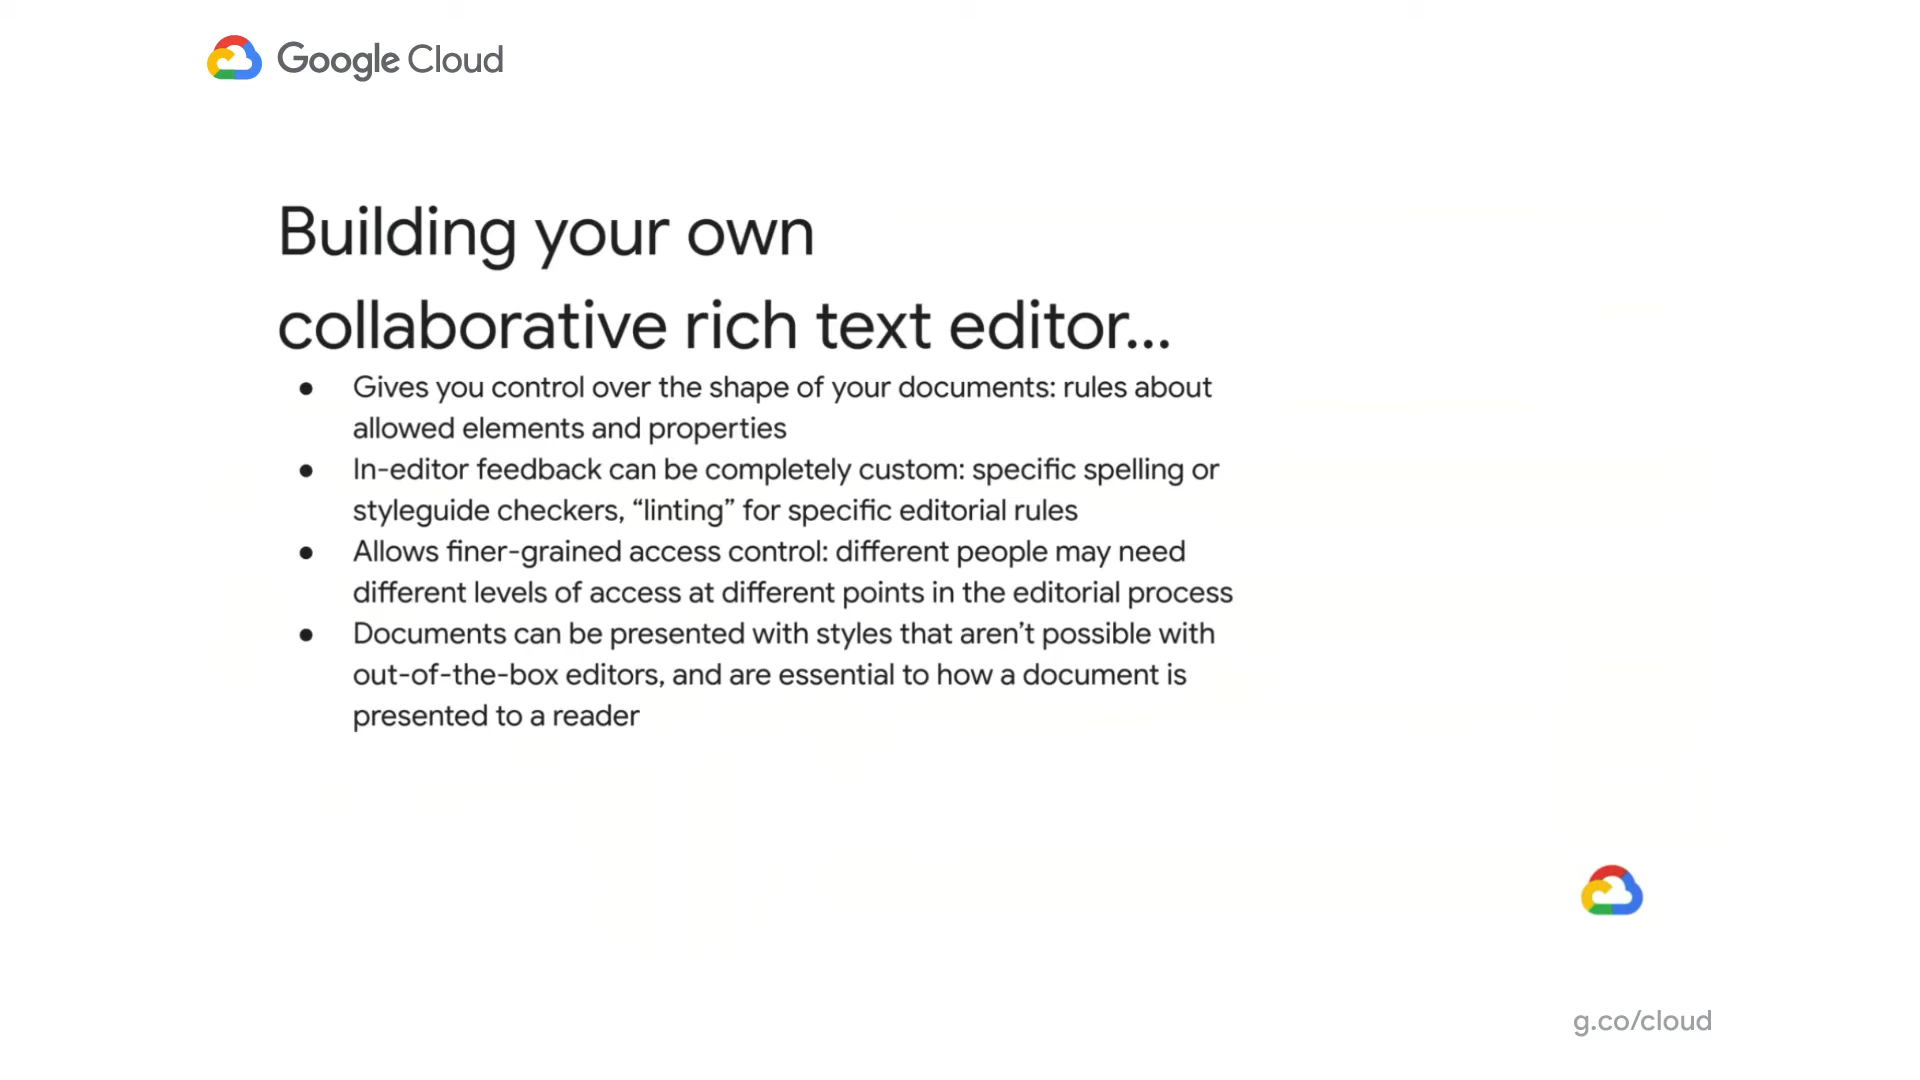 Google Cloud
Building your own
collaborative rich text editor...
● Gives you control over the shape of your documents: rules about
allowed elements and properties
● In-editor feedback can be completely custom: specific spelling or
styleguide checkers, “linting” for specific editorial rules
● Allows finer-grained access control: different people may need
different levels of access at different points in the editorial process
● Documents can be presented with styles that aren’t possible with
out-of-the-box editors, and are essential to how a document is
presented to a reader
g.co/cloud